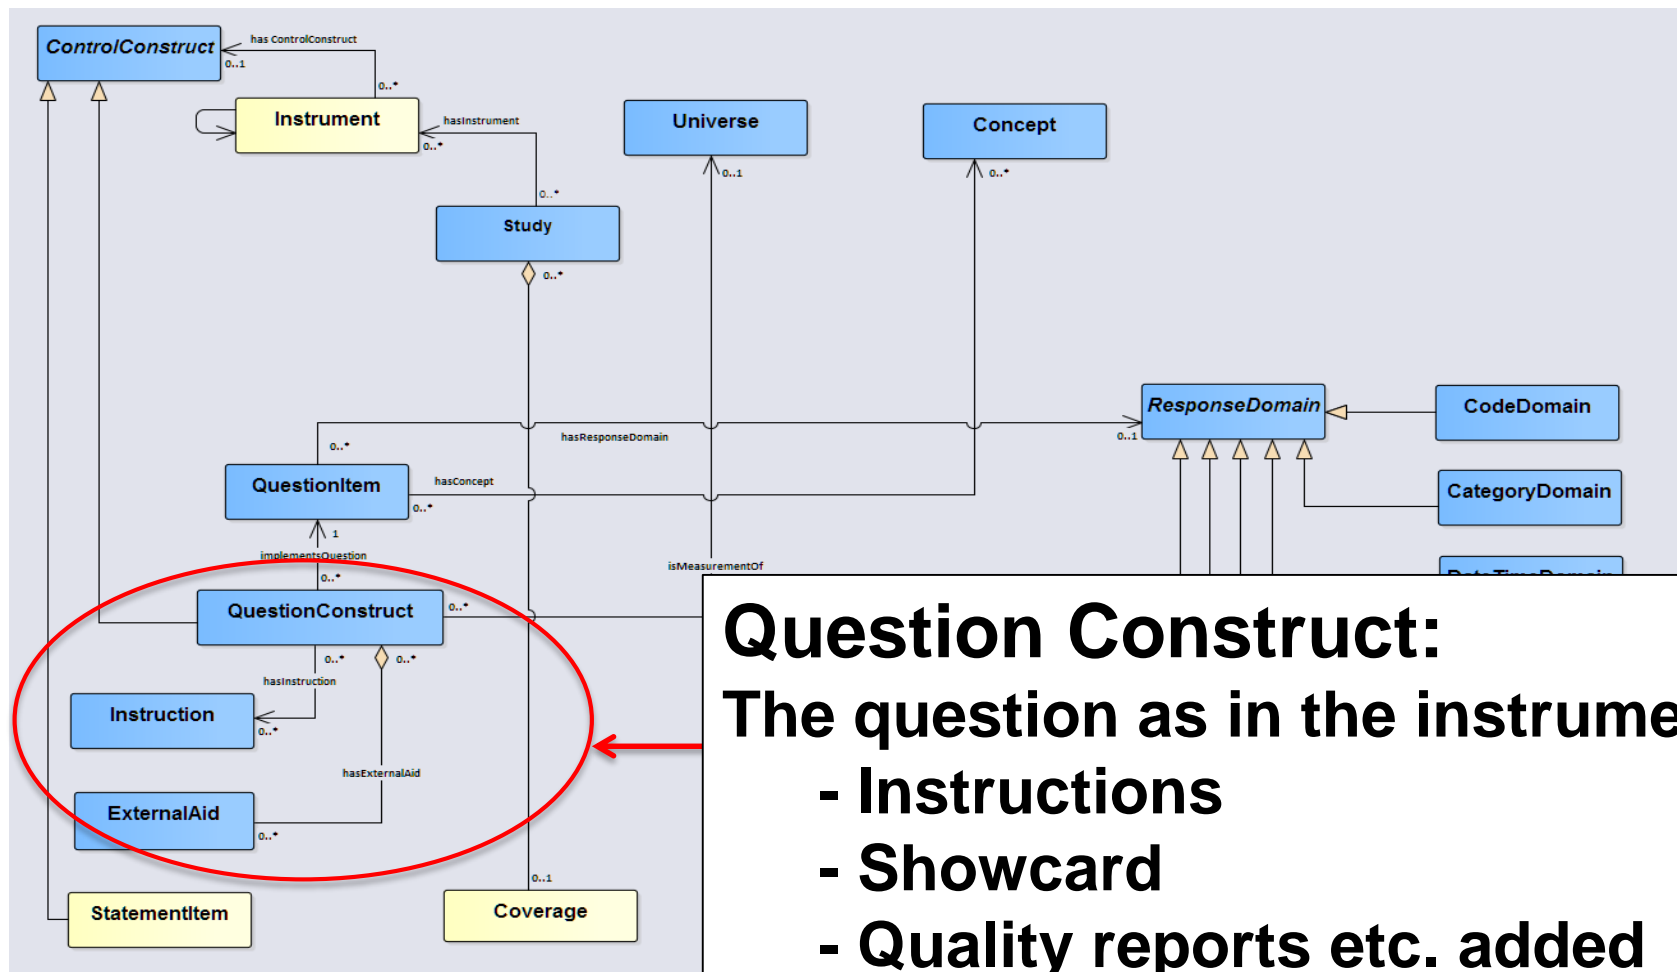 ControlConstruct
has ControlConstruct
0..1
0..*
Instrument
hasInstrument
0..*
0..*
Study
0..*
Universe
0..1
Concept
0..*
ResponseDomain
0..1
CodeDomain
CategoryDomain
DateTimeDomain
hasResponseDomain
0..*
QuestionItem
hasConcept
0..*
1
implementsQuestion
0..*
QuestionConstruct
0..*
isMeasurementOf
0..*
0..*
hasInstruction
Instruction
0..*
hasExternalAid
ExternalAid
0..*
StatementItem
0..1
Coverage
Question Construct:
The question as in the instrume
- Instructions
- Showcard
- Quality reports etc. added